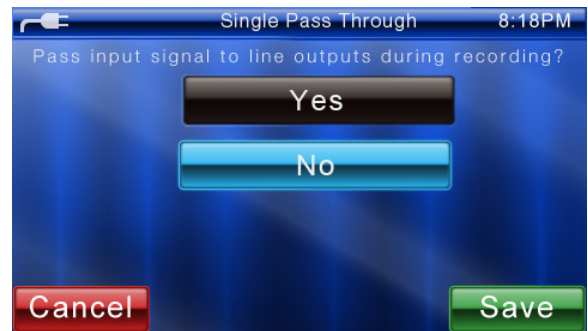 Single Pass Through 8:18PM
Pass input signal to line outputs during recording?
Yes
No
Cancel Save